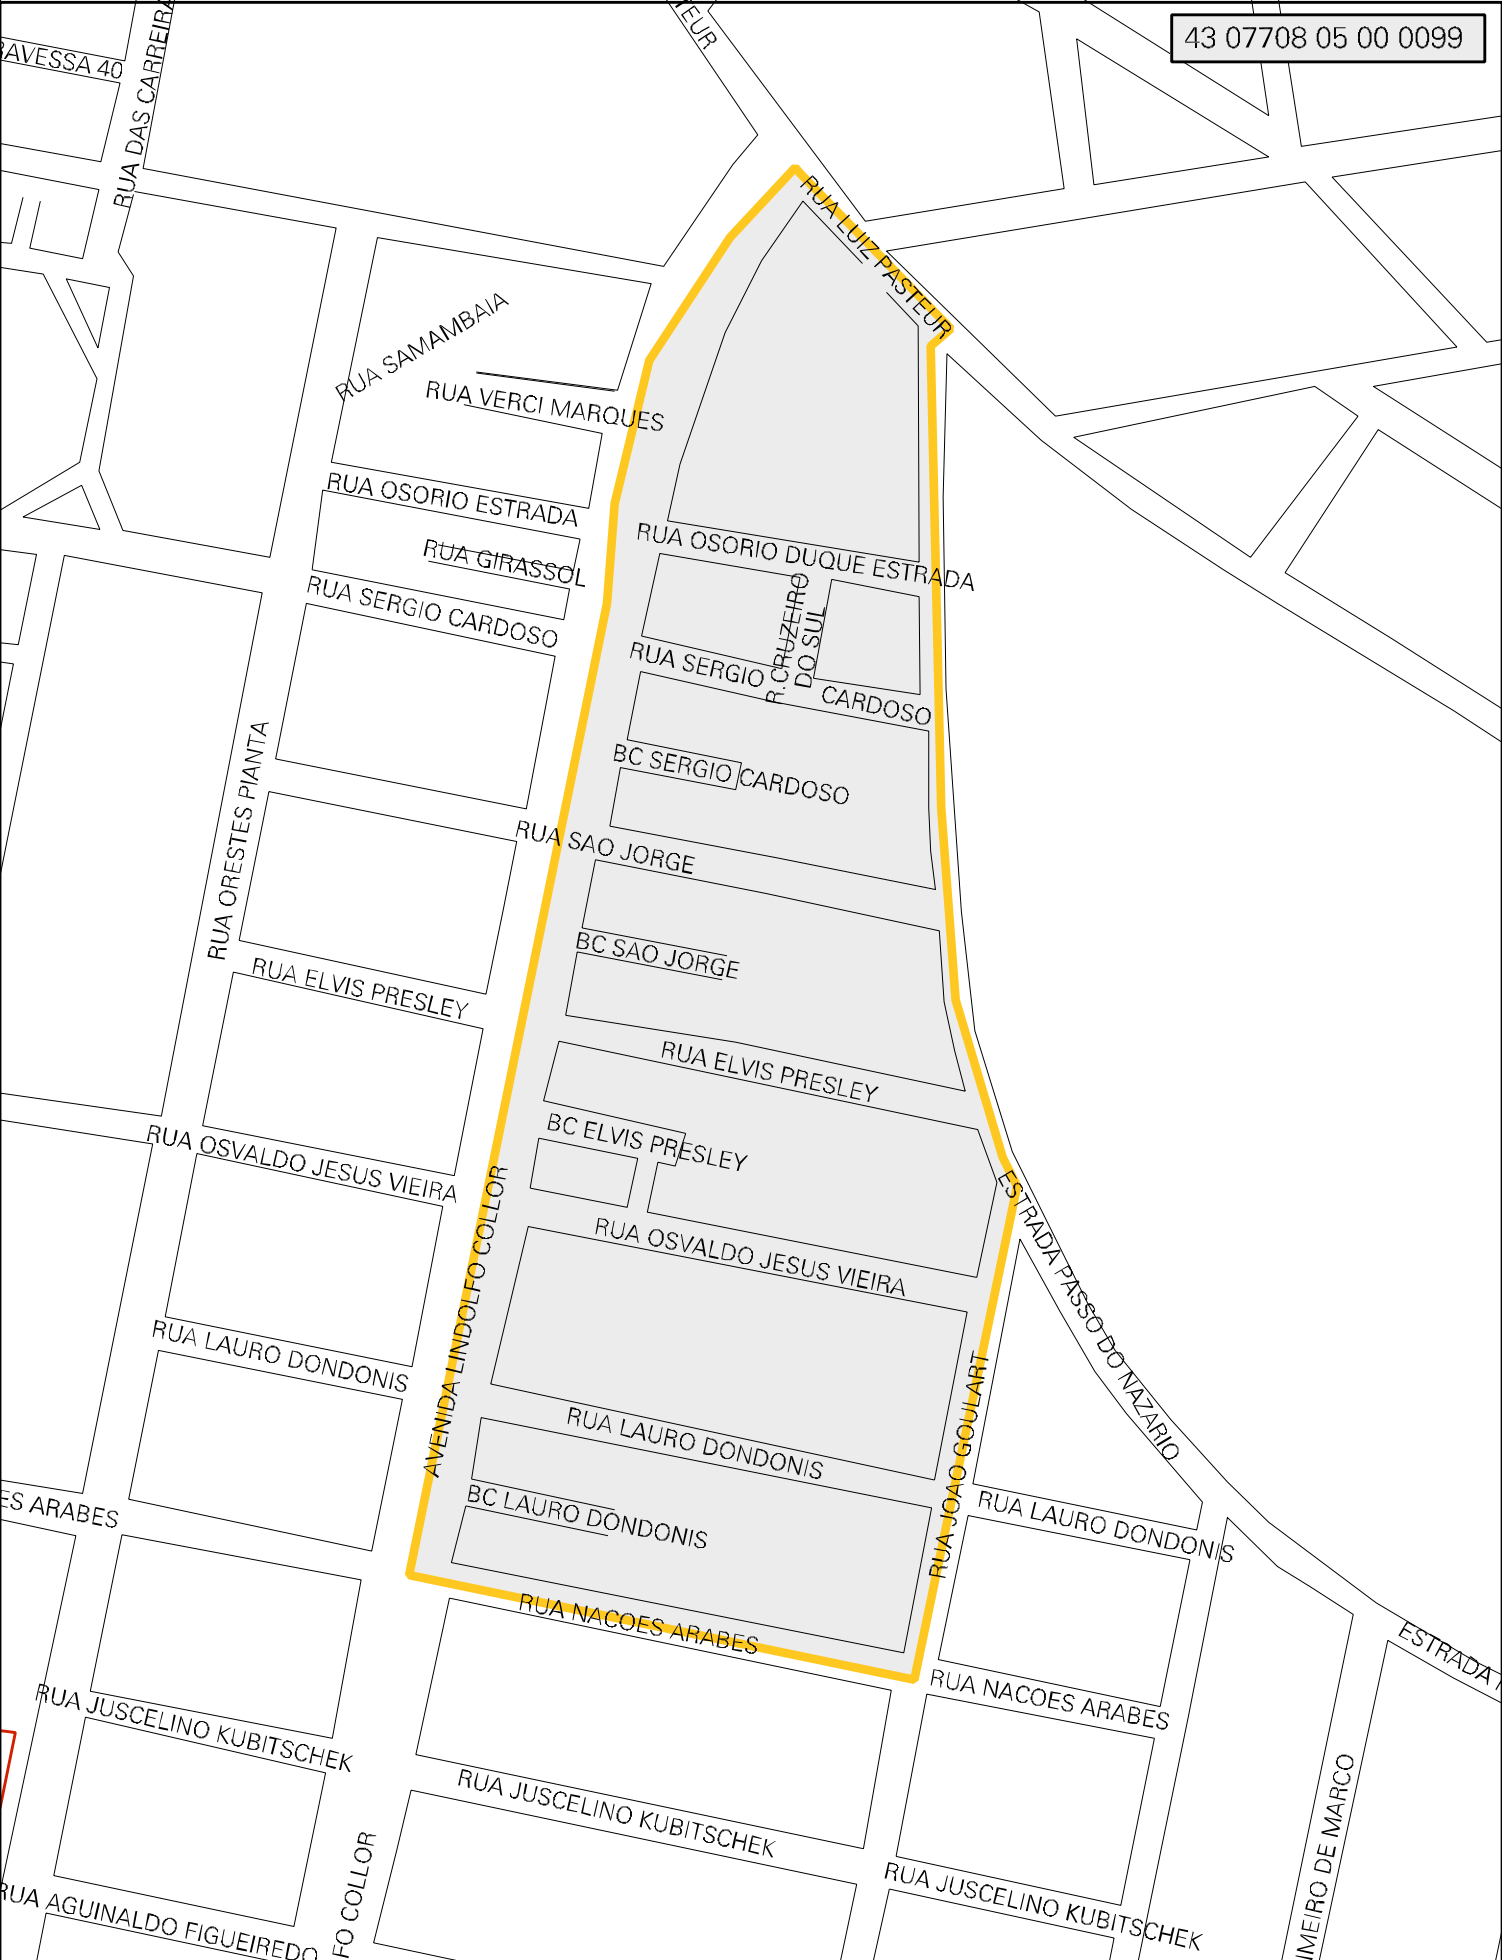 TEUR
43 07708 05 00 0099
RAVESSA 40
RUA DAS CARREIRA
RUA LUIZ PASTEUR
RUA SAMAMBAIA
RUA VERCI MARQUES
RUA OSORIO ESTRADA
RUA OSORIO DUQUE ESTRADA
RUA GIRASSOL
RUA SERGIO CARDOSO
R. CRUZEIRO
DO SUL
RUA SERGIO CARDOSO
BC SERGIO CARDOSO
RUA ORESTES PIANTA
RUA SAO JORGE
BC SAO JORGE
RUA ELVIS PRESLEY
RUA ELVIS PRESLEY
BC ELVIS PRESLEY
RUA OSVALDO JESUS VIEIRA
AVENIDA LINDOLFO COLLOR
ESTRADA PASSO DO NAZARIO
RUA OSVALDO JESUS VIEIRA
RUA LAURO DONDONIS
RUA JOAO GOULART
RUA LAURO DONDONIS
BC LAURO DONDONIS
RUA LAURO DONDONIS
ES ARABES
RUA NACOES ARABES
ESTRADA
RUA NACOES ARABES
RUA JUSCELINO KUBITSCHEK
RUA JUSCELINO KUBITSCHEK
IMEIRO DE MARCO
FO COLLOR
RUA JUSCELINO KUBITSCHEK
RUA AGUINALDO FIGUEIREDO